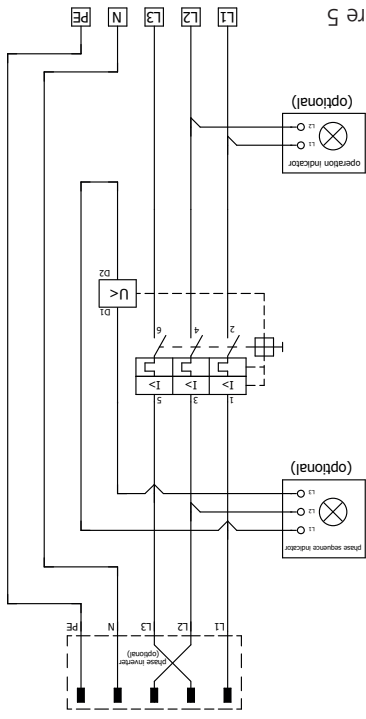 phase inverter
(optional)
L1 L2 L3 N PE
phase sequence indicator
L1
L2
L3
(optional)
1 3 5
I> I> I>
2 4 6
D1
U<
D2
operation indicator
L1
L2
(optional)
L1 L2 L3 N PE
re 5